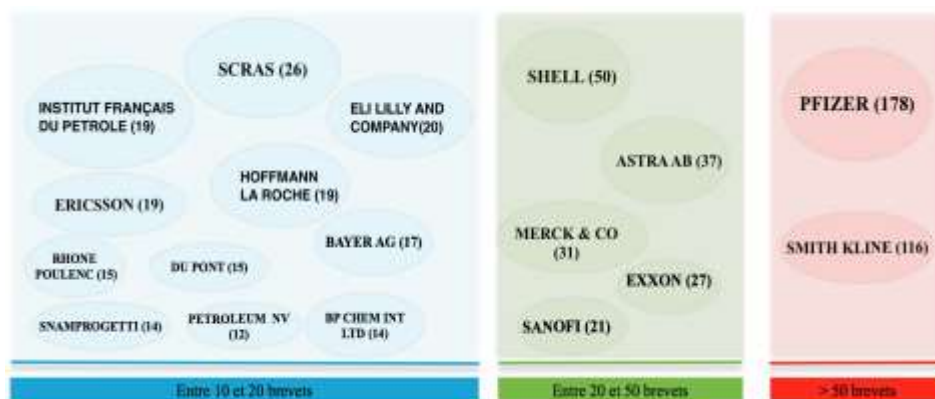 SCRAS (26)
INSTITUT FRANÇAIS
DU PETROLE (19)
ELI LILLY AND
COMPANY(20)
HOFFMANN
LA ROCHE (19)
ERICSSON (19)
BAYER AG (17)
RHONE
POULENC (15)
DU PONT (15)
SNAMPROGETTI (14)
PETROLEUM NV
(12)
BP CHEM INT
LTD (14)
Entre 10 et 20 brevets
SHELL (50)
ASTRA AB (37)
MERCK & CO
(31)
EXXON (27)
SANOFI (21)
Entre 20 et 50 brevets
PFIZER (178)
SMITH KLINE (116)
> 50 brevets